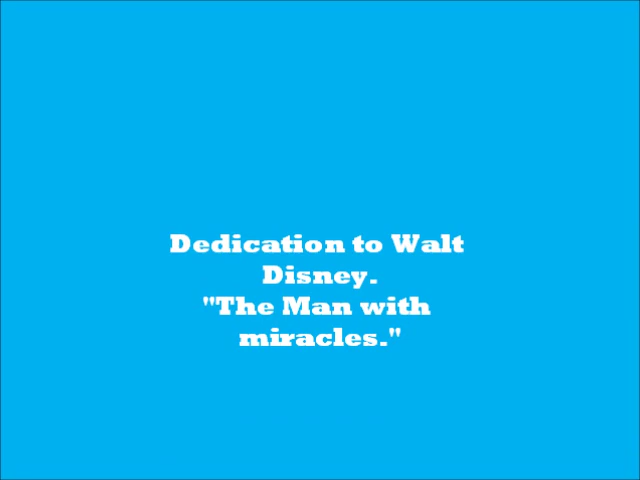 Dedication to Walt
Disney.
"The Man with
miracles."